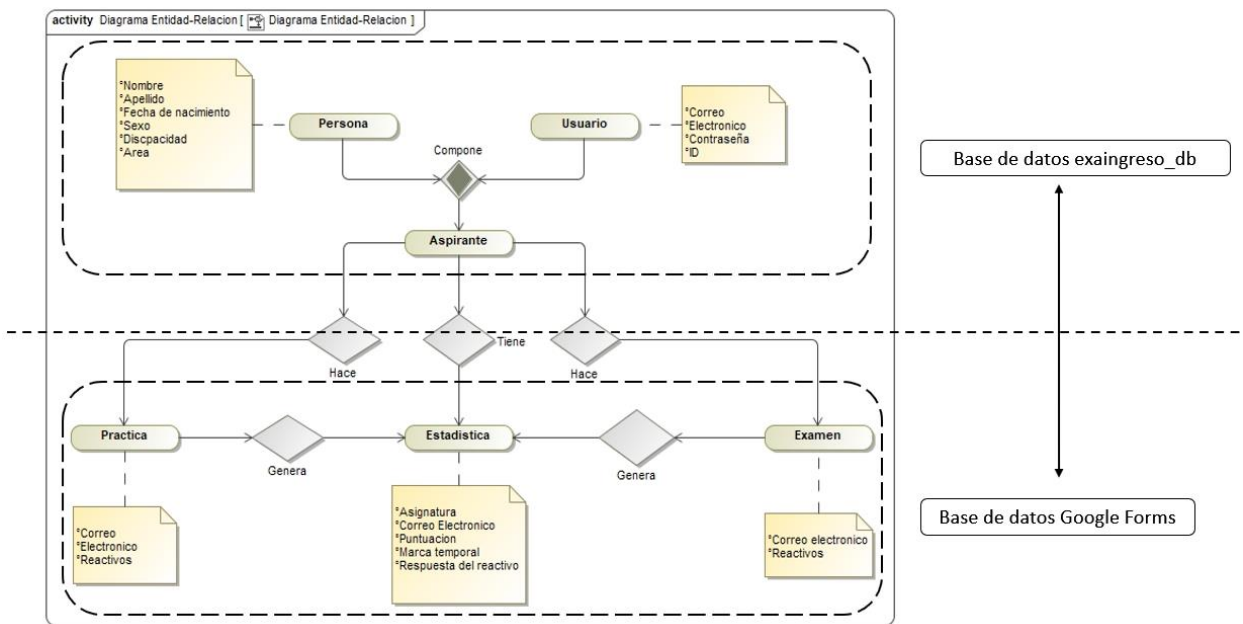 activity Diagrama Entidad-Relacion [ Diagrama Entidad-Relacion ]
°Nombre
°Apellido
°Fecha de nacimiento
°Sexo
°Discpacidad
°Area
Persona
Usuario
°Correo
°Electronico
°Contraseña
°ID
Compone
Aspirante
Base de datos exaingreso_db
Hace
Tiene
Hace
Practica
Genera
Estadistica
Genera
Examen
°Correo
°Electronico
°Reactivos
°Asignatura
°Correo Electronico
°Puntuacion
°Marca temporal
°Respuesta del reactivo
°Correo electronico
°Reactivos
Base de datos Google Forms